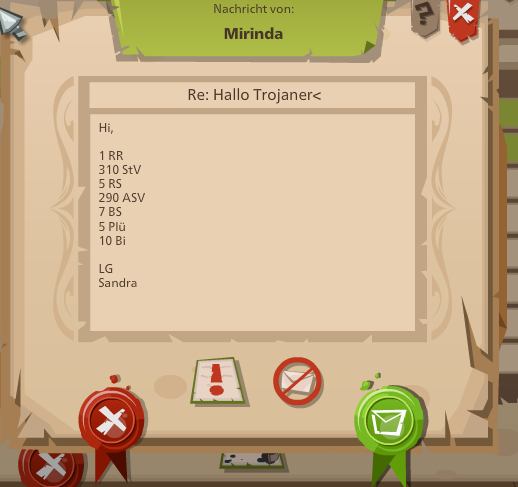 Nachricht von:
Mirinda
Re: Hallo Trojaner<
Hi,
1 RR
310 StV
5 RS
290 ASV
7 BS
5 Plü
10 Bi
LG
Sandra